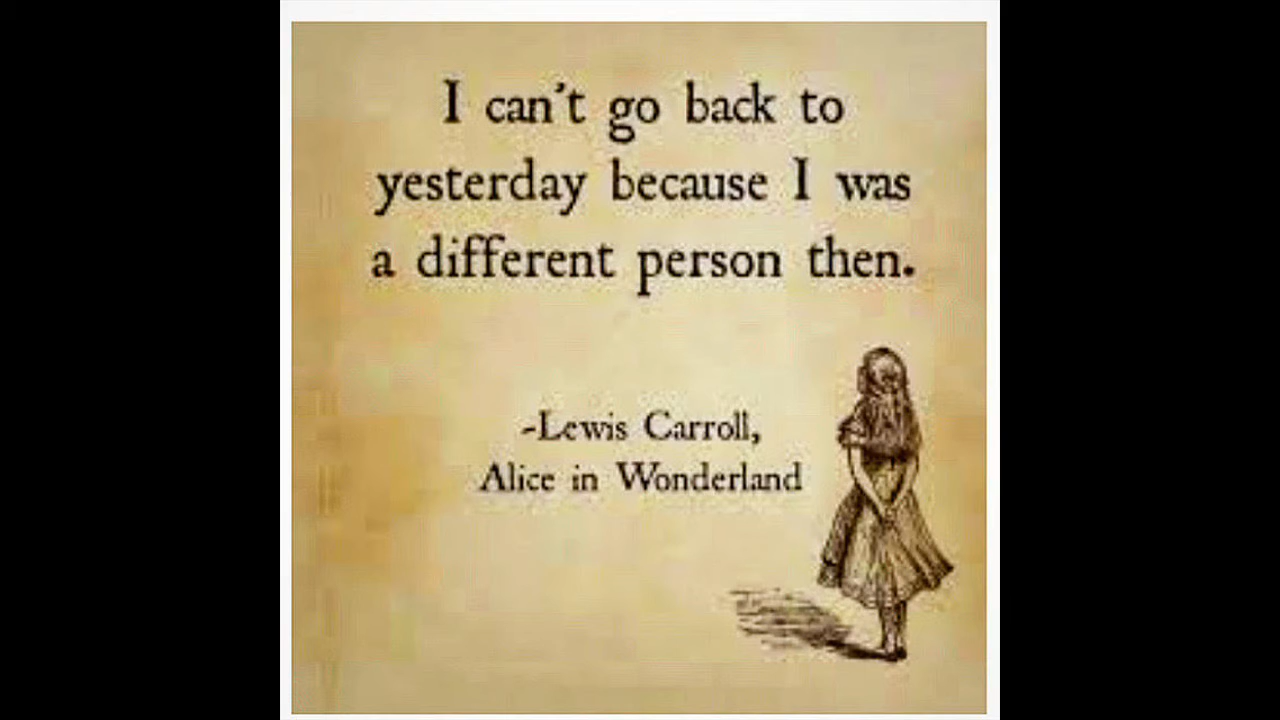 I can't go back to
yesterday because I was
a different person then.
-Lewis Carroll,
Alice in Wonderland